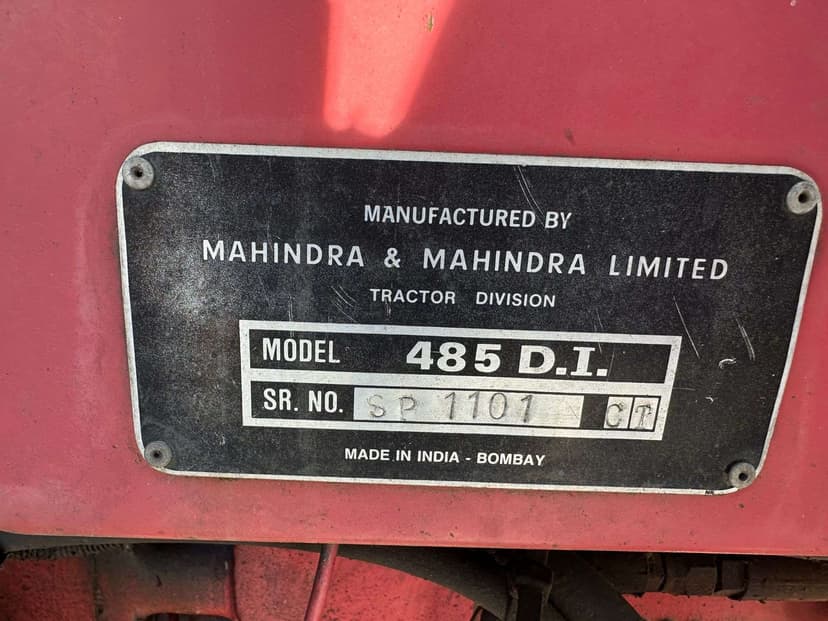 MANUFACTURED BY
MAHINDRA & MAHINDRA LIMITED
TRACTOR DIVISION
MODEL 485 D.I.
SR. NO. SP 1101 CT
MADE IN INDIA - BOMBAY